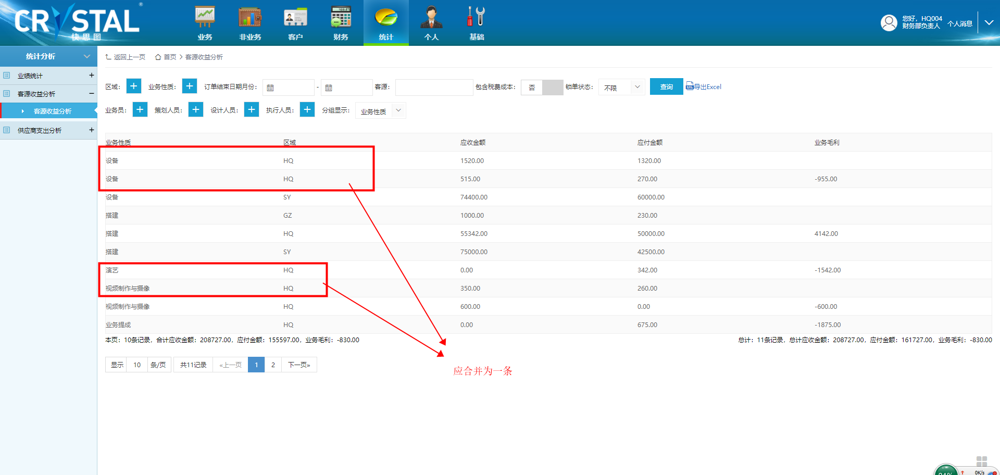 CRYSTAL®
快思图
业务
非业务
客户
财务
统计
个人
基础
您好，HQ004
财务部负责人
个人消息
统计分析
业绩统计 +
客源收益分析 −
客源收益分析
供应商支出分析 +
返回上一页 首页 > 客源收益分析
区域： + 业务性质： + 订单结束日期月份： - 客源： 包含税费成本： 否 锁单状态： 不限 查询 导出Excel
业务员： + 策划人员： + 设计人员： + 执行人员： + 分组显示： 业务性质
业务性质 区域 应收金额 应付金额 业务毛利
设备 HQ 1520.00 1320.00
设备 HQ 515.00 270.00 -955.00
设备 SY 74400.00 60000.00
搭建 GZ 1000.00 230.00
搭建 HQ 55342.00 50000.00 4142.00
搭建 SY 75000.00 42500.00
演艺 HQ 0.00 342.00 -1542.00
视频制作与摄像 HQ 350.00 260.00
视频制作与摄像 HQ 600.00 0.00 -600.00
业务提成 HQ 0.00 675.00 -1875.00
本页：10条记录，合计应收金额：208727.00，应付金额：155597.00，业务毛利：-830.00
总计：11条记录，总计应收金额：208727.00，应付金额：161727.00，业务毛利：-830.00
显示 10 条/页 共11记录 «上一页 1 2 下一页»
应合并为一条
0K/s